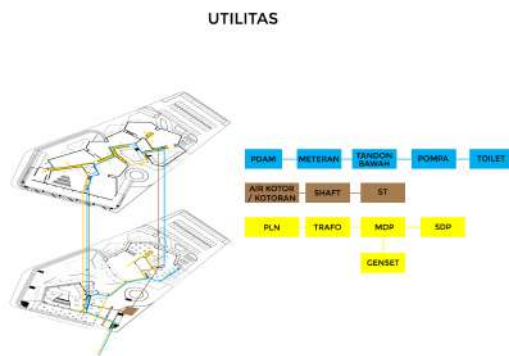 UTILITAS
PDAM METERAN TANDON BAWAH POMPA TOILET
AIR KOTOR / KOTORAN SHAFT ST
PLN TRAFO MDP SDP
GENSET